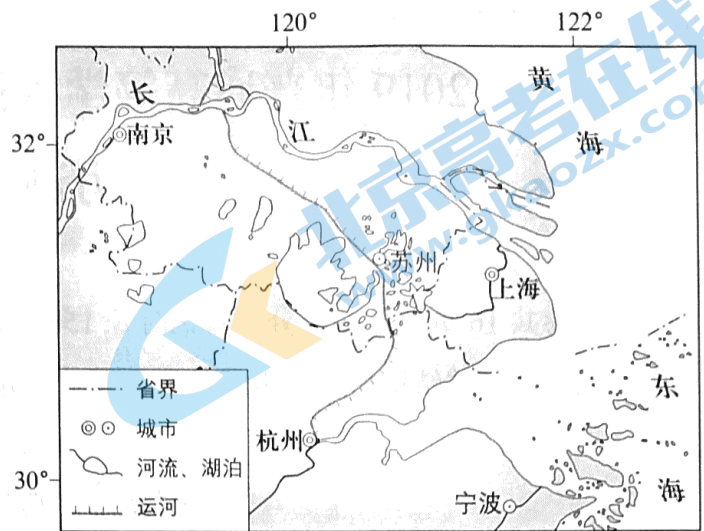 120°
122°
黄
海
长
江
32°
南京
苏州
上海
东
海
杭州
宁波
30°
省界
城市
河流、湖泊
运河
北京高考在线
www.gkaozx.com